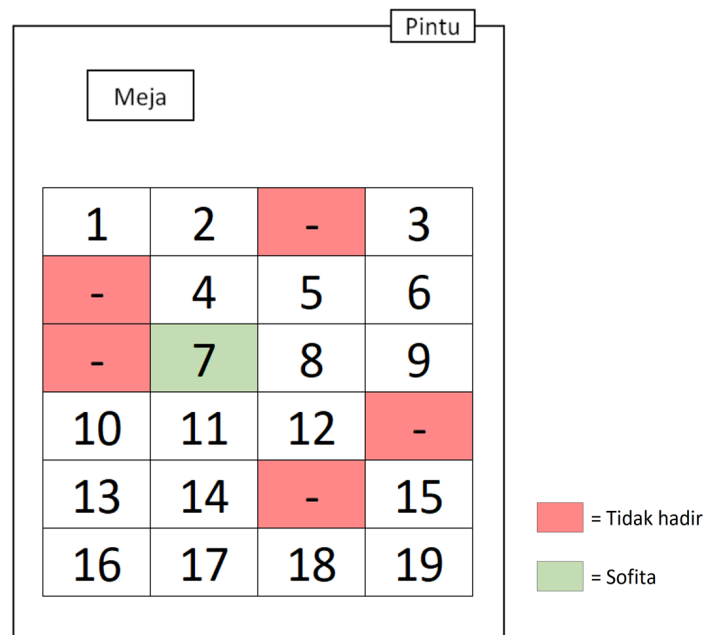 Pintu
Meja
1 2 - 3
- 4 5 6
- 7 8 9
10 11 12 -
13 14 - 15
16 17 18 19
= Tidak hadir
= Sofita